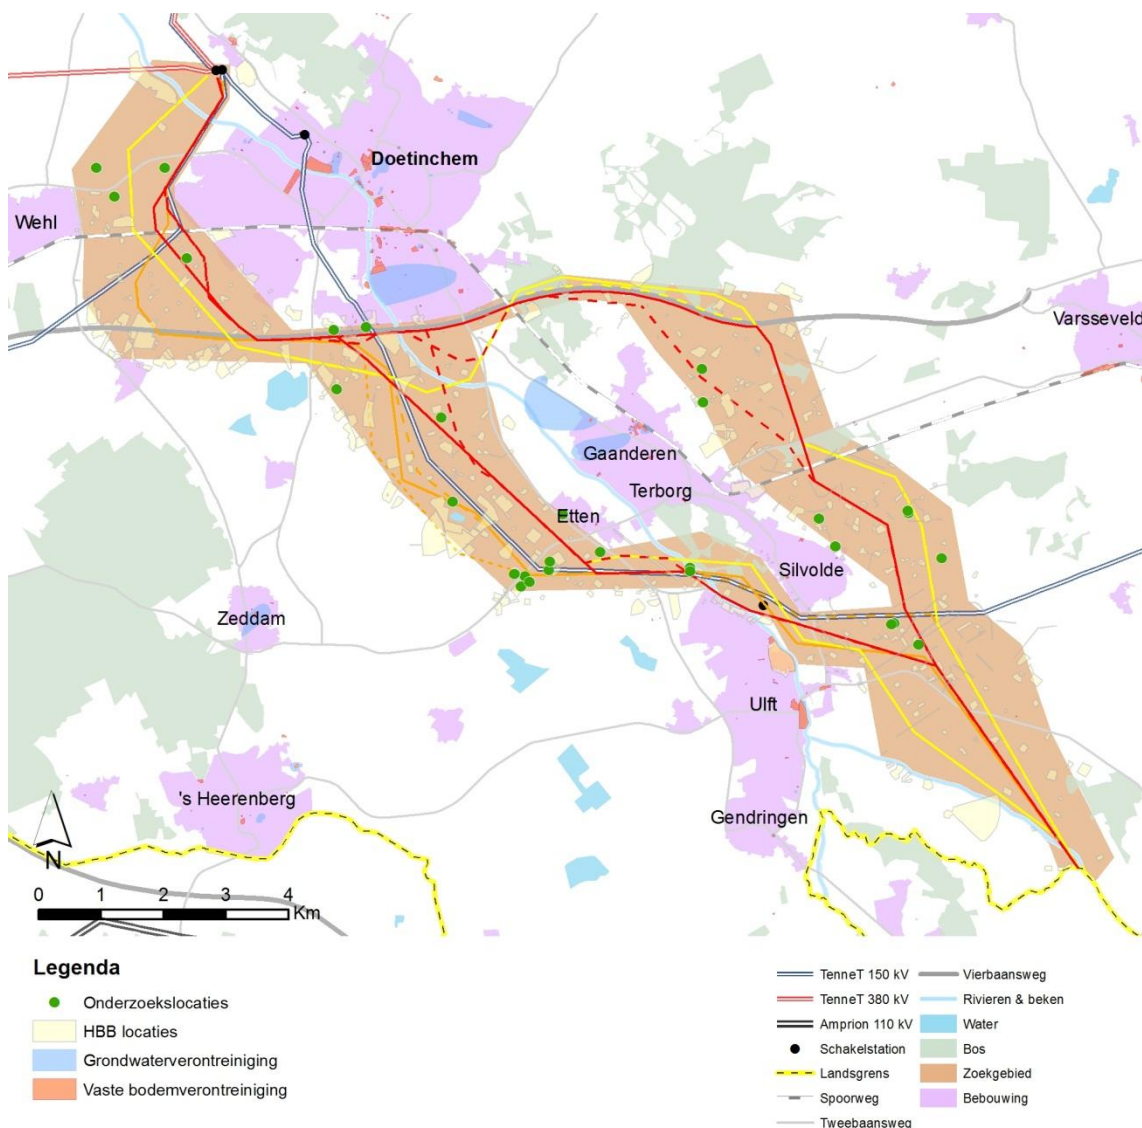 Doetinchem
Wehl
Varsseveld
Gaanderen
Terborg
Etten
Silvolde
Zeddam
Ulft
's Heerenberg
Gendringen
N
0 1 2 3 4
Km
Legenda
Onderzoekslocaties
HBB locaties
Grondwaterverontreiniging
Vaste bodemverontreiniging
TenneT 150 kV
TenneT 380 kV
Amprion 110 kV
Schakelstation
Landsgrens
Spoorweg
Tweebaansweg
Vierbaansweg
Rivieren & beken
Water
Bos
Zoekgebied
Bebouwing